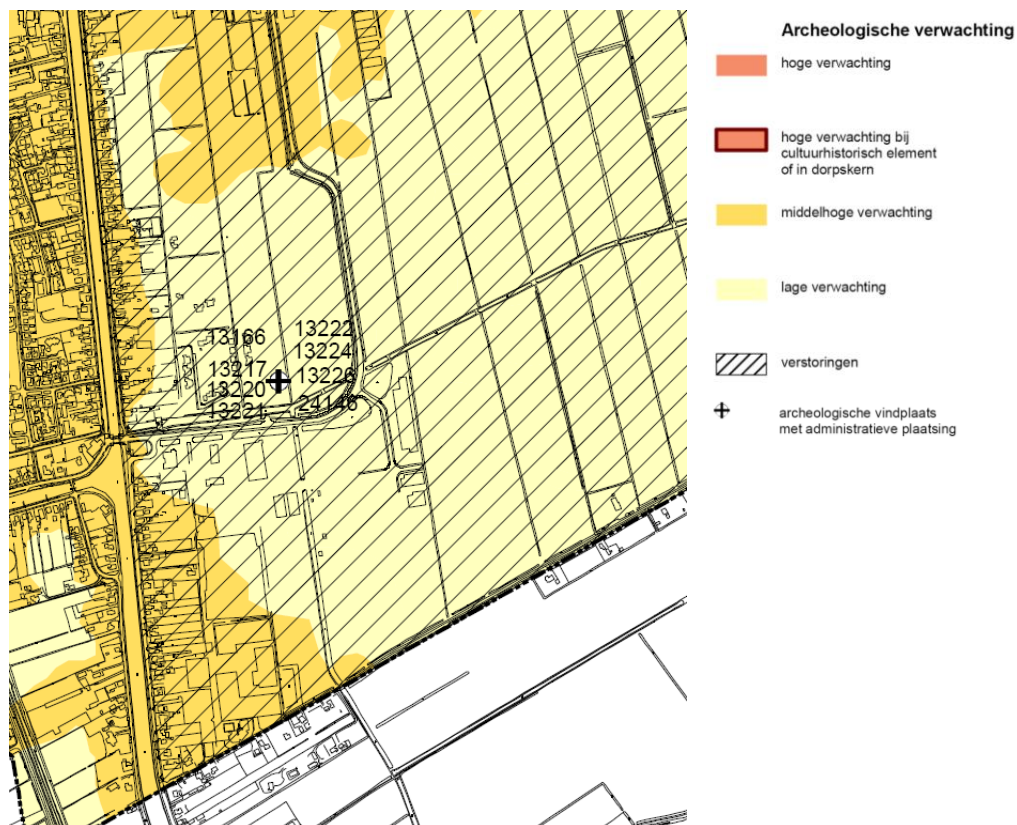 Archeologische verwachting
hoge verwachting
hoge verwachting bij
cultuurhistorisch element
of in dorpskern
middelhoge verwachting
lage verwachting
verstoringen
archeologische vindplaats
met administratieve plaatsing
13166
13217
13220
13221
13222
13224
13226
24146